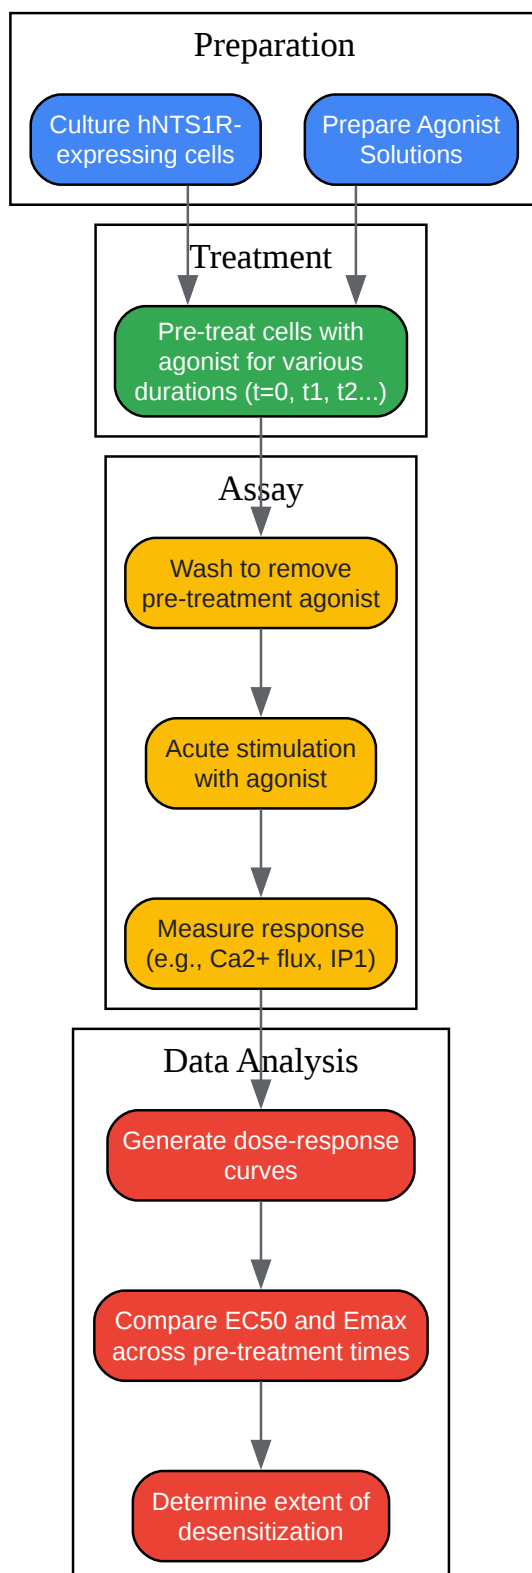 Preparation
Culture hNTS1R-
expressing cells
Prepare Agonist
Solutions
Treatment
Pre-treat cells with
agonist for various
durations (t=0, t1, t2...)
Assay
Wash to remove
pre-treatment agonist
Acute stimulation
with agonist
Measure response
(e.g., Ca2+ flux, IP1)
Data Analysis
Generate dose-response
curves
Compare EC50 and Emax
across pre-treatment times
Determine extent of
desensitization